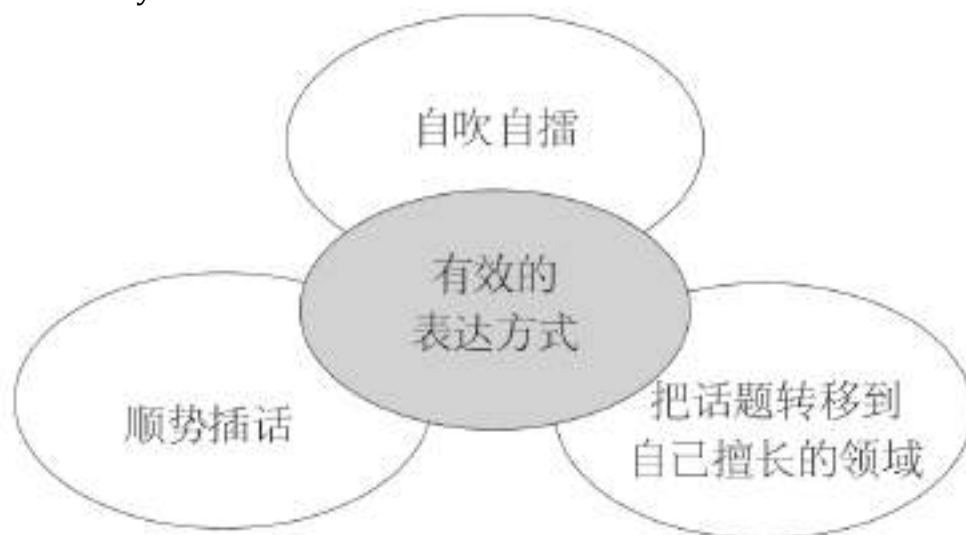 自吹自擂
有效的
表达方式
顺势插话
把话题转移到
自己擅长的领域